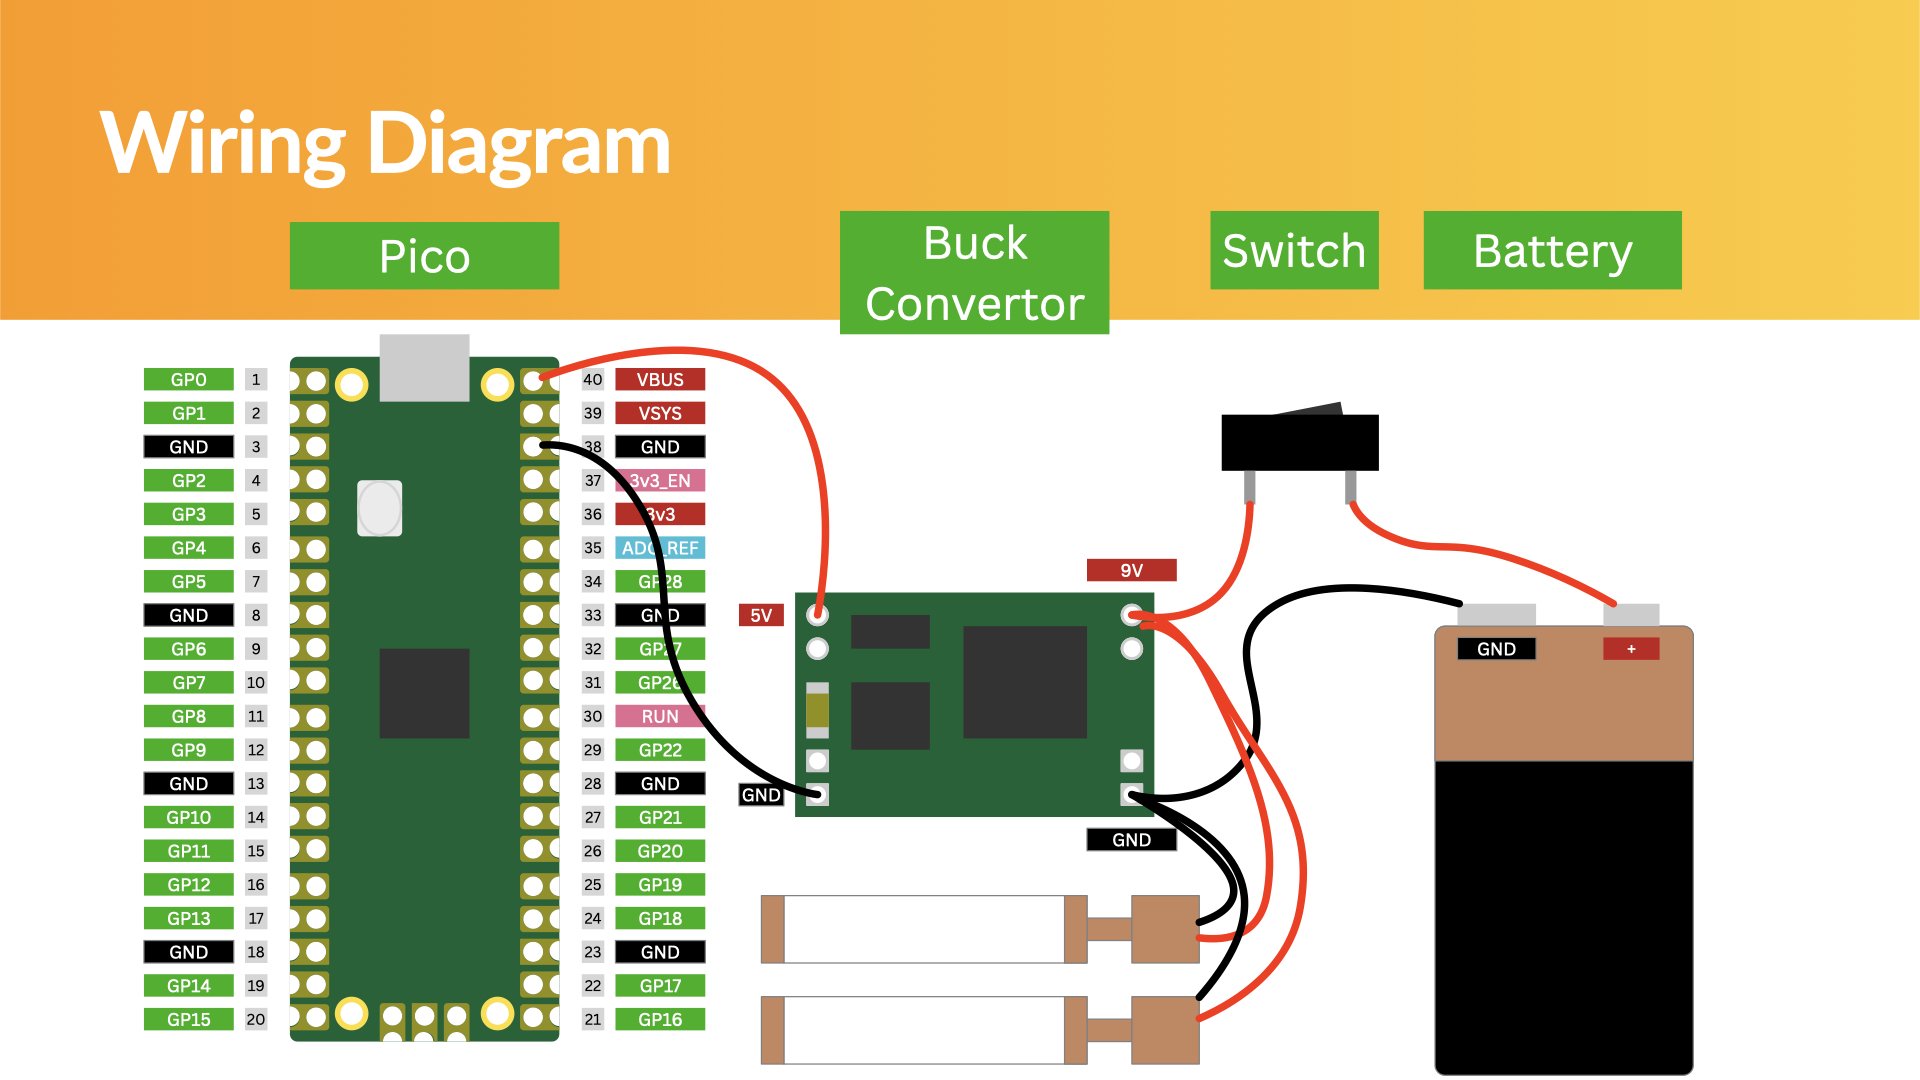 Wiring Diagram
Pico
Buck
Convertor
Switch
Battery
GP0 1
GP1 2
GND 3
GP2 4
GP3 5
GP4 6
GP5 7
GND 8
GP6 9
GP7 10
GP8 11
GP9 12
GND 13
GP10 14
GP11 15
GP12 16
GP13 17
GND 18
GP14 19
GP15 20
40 VBUS
39 VSYS
38 GND
37 3v3_EN
36 3v3
35 ADC_REF
34 GP28
33 GND
32 GP27
31 GP26
30 RUN
29 GP22
28 GND
27 GP21
26 GP20
25 GP19
24 GP18
23 GND
22 GP17
21 GP16
5V
GND
9V
GND
GND
+